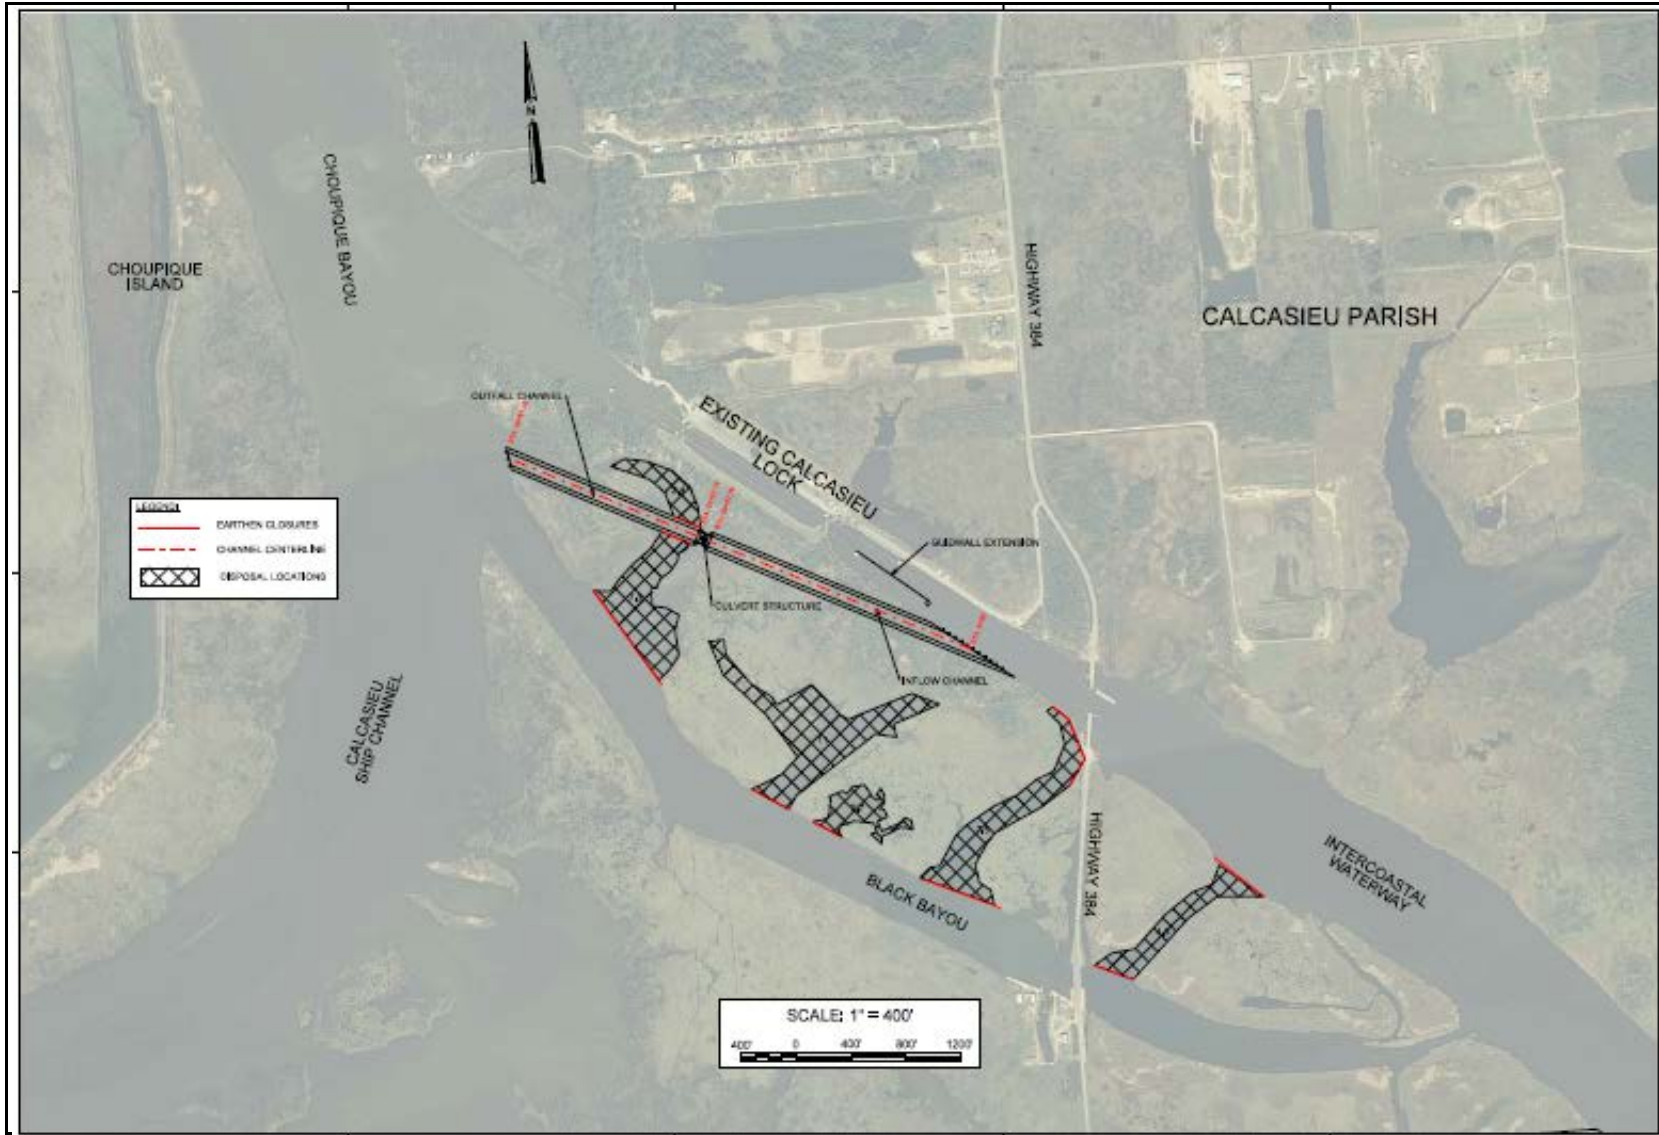 N
CHOUPIQUE BAYOU
CHOUPIQUE
ISLAND
HIGHWAY 384
CALCASIEU PARISH
OUTFALL CHANNEL
EXISTING CALCASIEU
LOCK
LEGEND:
EARTHEN CLOSURES
CHANNEL CENTERLINE
DISPOSAL LOCATIONS
GUIDWALL EXTENSION
CULVERT STRUCTURE
INFLOW CHANNEL
CALCASIEU
SHIP CHANNEL
HIGHWAY 384
INTERCOASTAL
WATERWAY
BLACK BAYOU
SCALE: 1" = 400'
400' 0 400' 800' 1200'